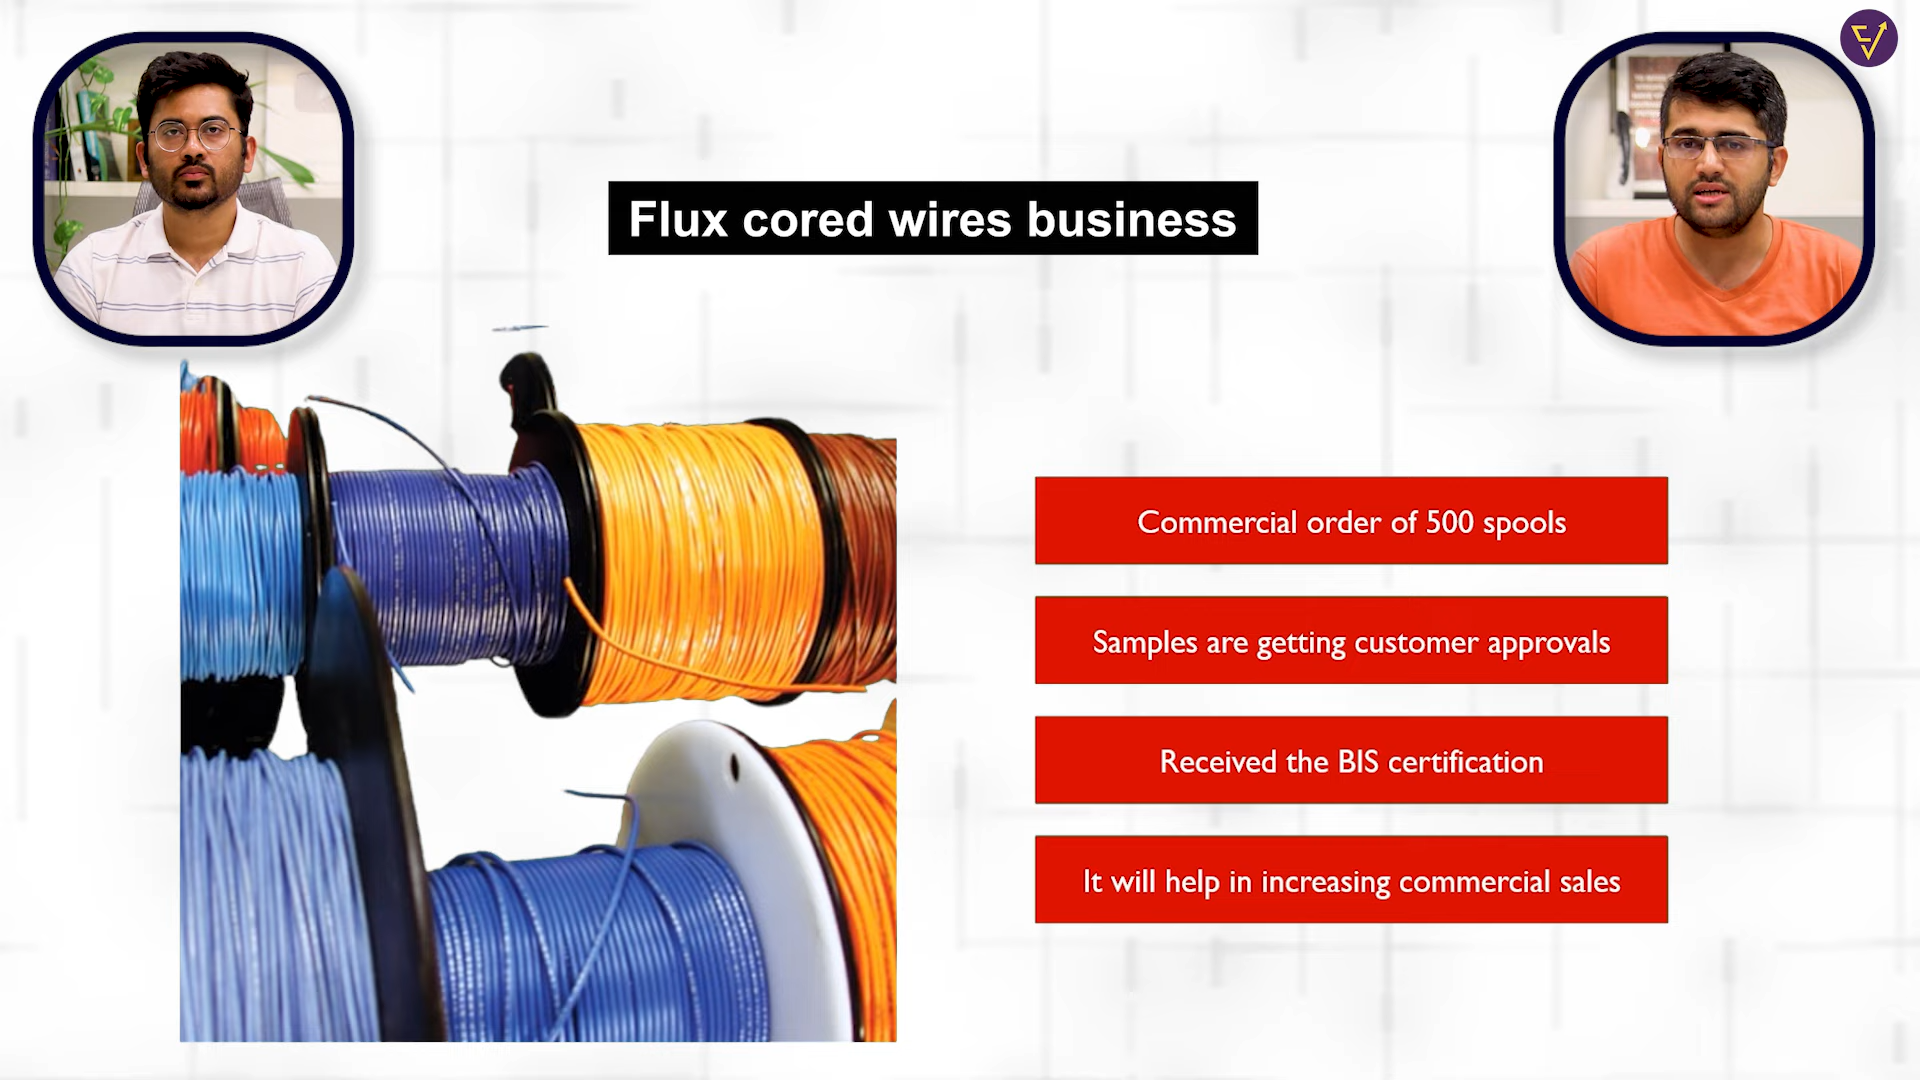 Flux cored wires business
Commercial order of 500 spools
Samples are getting customer approvals
Received the BIS certification
It will help in increasing commercial sales